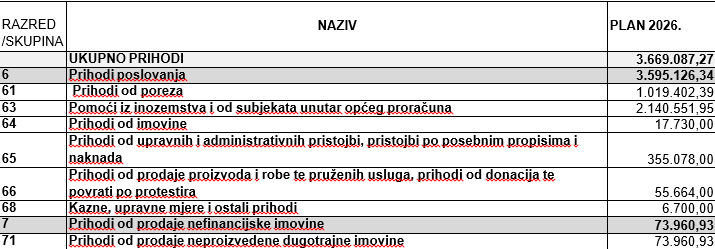 RAZRED NAZIV PLAN 2026.
/SKUPINA
UKUPNO PRIHODI 3.669.087,27
6 Prihodi poslovanja 3.595.126,34
61 Prihodi od poreza 1.019.402,39
63 Pomoći iz inozemstva i od subjekata unutar općeg proračuna 2.140.551,95
64 Prihodi od imovine 17.730,00
Prihodi od upravnih i administrativnih pristojbi, pristojbi po posebnim propisima i
65 naknada 355.078,00
Prihodi od prodaje proizvoda i robe te pruženih usluga, prihodi od donacija te
66 povrati po protestira 55.664,00
68 Kazne, upravne mjere i ostali prihodi 6.700,00
7 Prihodi od prodaje nefinancijske imovine 73.960,93
71 Prihodi od prodaje neproizvedene dugotrajne imovine 73.960,93